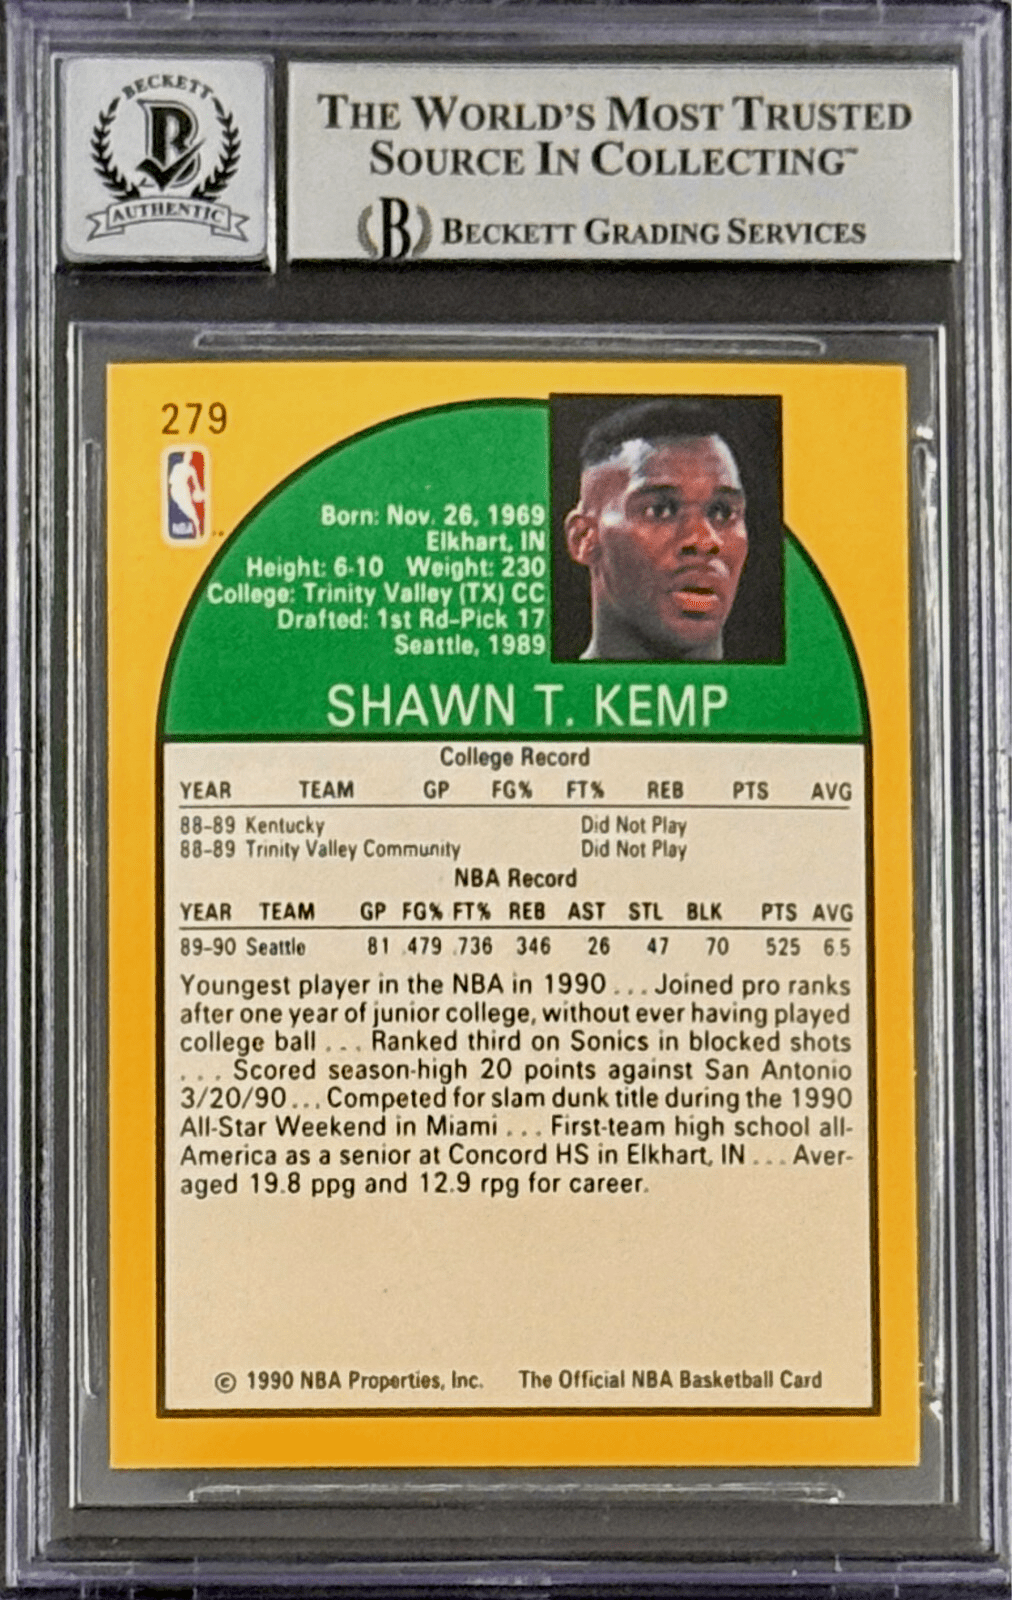 BECKETT
B
AUTHENTIC
THE WORLD'S MOST TRUSTED
SOURCE IN COLLECTING™
B BECKETT GRADING SERVICES
279
NBA
Born: Nov. 26, 1969
Elkhart, IN
Height: 6-10 Weight: 230
College: Trinity Valley (TX) CC
Drafted: 1st Rd-Pick 17
Seattle, 1989
SHAWN T. KEMP
College Record
YEAR TEAM GP FG% FT% REB PTS AVG
88-89 Kentucky Did Not Play
88-89 Trinity Valley Community Did Not Play
NBA Record
YEAR TEAM GP FG% FT% REB AST STL BLK PTS AVG
89-90 Seattle 81 .479 .736 346 26 47 70 525 6.5
Youngest player in the NBA in 1990 . . . Joined pro ranks
after one year of junior college, without ever having played
college ball . . . Ranked third on Sonics in blocked shots
. . . Scored season-high 20 points against San Antonio
3/20/90 . . . Competed for slam dunk title during the 1990
All-Star Weekend in Miami . . . First-team high school all-
America as a senior at Concord HS in Elkhart, IN . . . Aver-
aged 19.8 ppg and 12.9 rpg for career.
© 1990 NBA Properties, Inc. The Official NBA Basketball Card